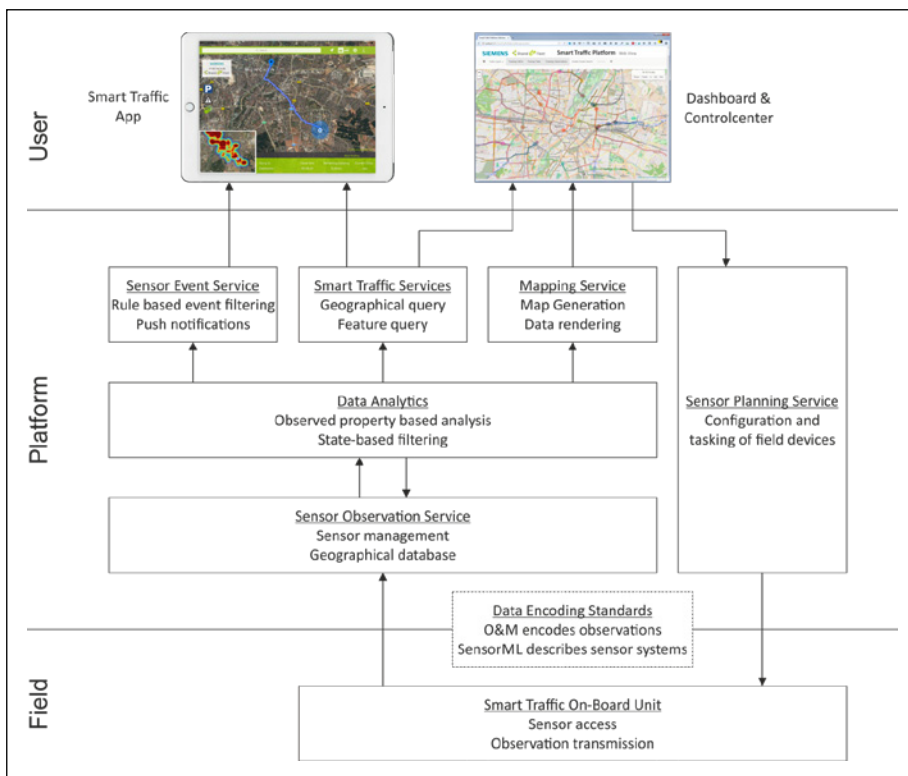 User
Smart Traffic
App
SIEMENS
SIEMENS
Smart Traffic Platform
Dashboard &
Controlcenter
Platform
Sensor Event Service
Rule based event filtering
Push notifications
Smart Traffic Services
Geographical query
Feature query
Mapping Service
Map Generation
Data rendering
Data Analytics
Observed property based analysis
State-based filtering
Sensor Planning Service
Configuration and
tasking of field devices
Sensor Observation Service
Sensor management
Geographical database
Data Encoding Standards
O&M encodes observations
SensorML describes sensor systems
Field
Smart Traffic On-Board Unit
Sensor access
Observation transmission